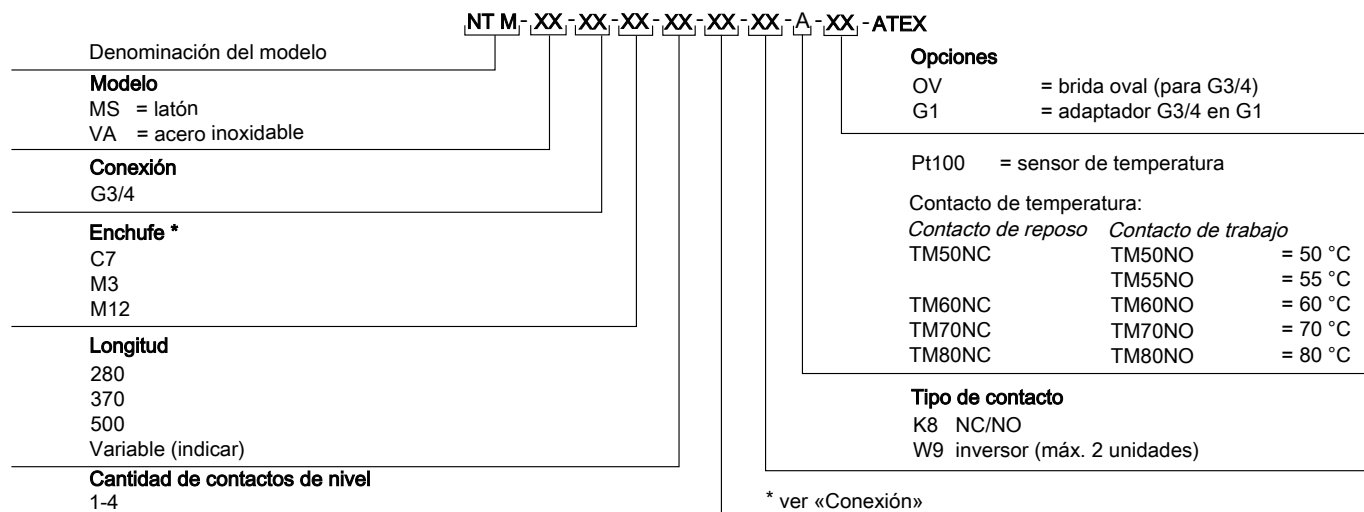 NT M - XX - XX - XX - XX - XX - XX - A - XX - ATEX
Denominación del modelo
Modelo
MS = latón
VA = acero inoxidable
Conexión
G3/4
Enchufe *
C7
M3
M12
Longitud
280
370
500
Variable (indicar)
Cantidad de contactos de nivel
1-4
Opciones
OV = brida oval (para G3/4)
G1 = adaptador G3/4 en G1
Pt100 = sensor de temperatura
Contacto de temperatura:
Contacto de reposo Contacto de trabajo
TM50NC TM50NO = 50 °C
TM55NO = 55 °C
TM60NC TM60NO = 60 °C
TM70NC TM70NO = 70 °C
TM80NC TM80NO = 80 °C
Tipo de contacto
K8 NC/NO
W9 inversor (máx. 2 unidades)
* ver «Conexión»